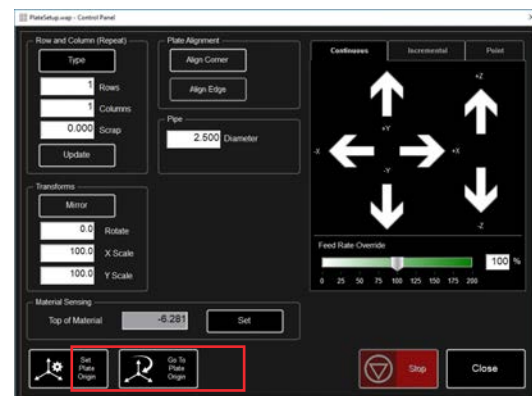 PlateSetup.wap - Control Panel
Row and Column (Repeat)
Type
1 Rows
1 Columns
0.000 Scrap
Update
Transforms
Mirror
0.0 Rotate
100.0 X Scale
100.0 Y Scale
Plate Alignment
Align Corner
Align Edge
Pipe
2.500 Diameter
Continuous Incremental Point
+Y
-X
+X
-Y
+Z
-Z
Feed Rate Override
100 %
0 25 50 75 100 125 150 175 200
Material Sensing
Top of Material -6.281 Set
Set
Plate
Origin
Go To
Plate
Origin
Stop
Close